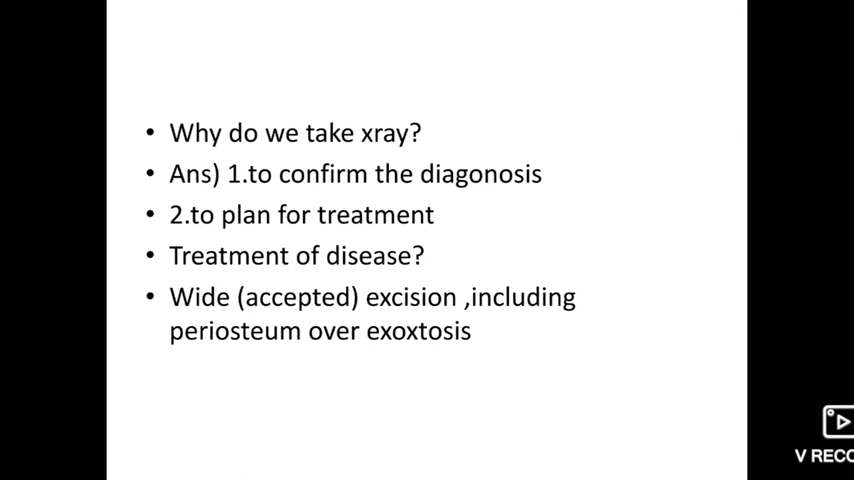 • Why do we take xray?
• Ans) 1.to confirm the diagonosis
• 2.to plan for treatment
• Treatment of disease?
• Wide (accepted) excision ,including
periosteum over exoxtosis
V RECO